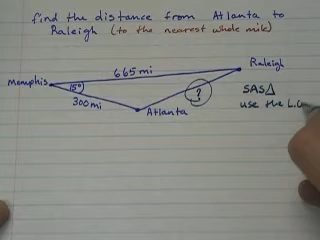 find the distance from Atlanta to
Raleigh (to the nearest whole mile)
Raleigh
665 mi
Memphis
15°
?
300 mi
Atlanta
SAS△
use the L.